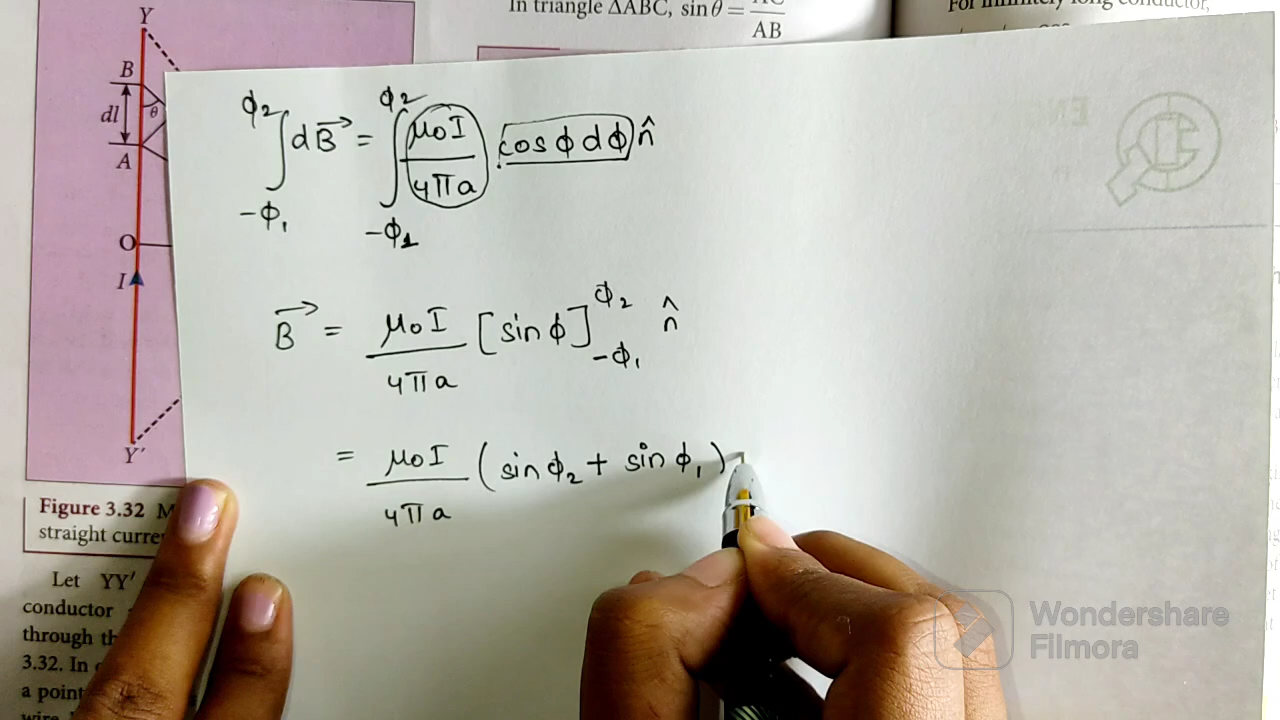 In triangle ΔABC, sin θ = AC/AB
For infinitely long conductor,
Y
B
dl
θ
A
O
I
Y'
Figure 3.32
straight
Let YY'
conductor
through
3.32. In
a point
∫_{-ϕ₁}^{ϕ₂} dB⃗ = ∫_{-ϕ₁}^{ϕ₂} μ₀I/4πa · cos ϕ dϕ n̂
B⃗ = μ₀I/4πa [sin ϕ]_{-ϕ₁}^{ϕ₂} n̂
= μ₀I/4πa (sin ϕ₂ + sin ϕ₁)
Wondershare
Filmora